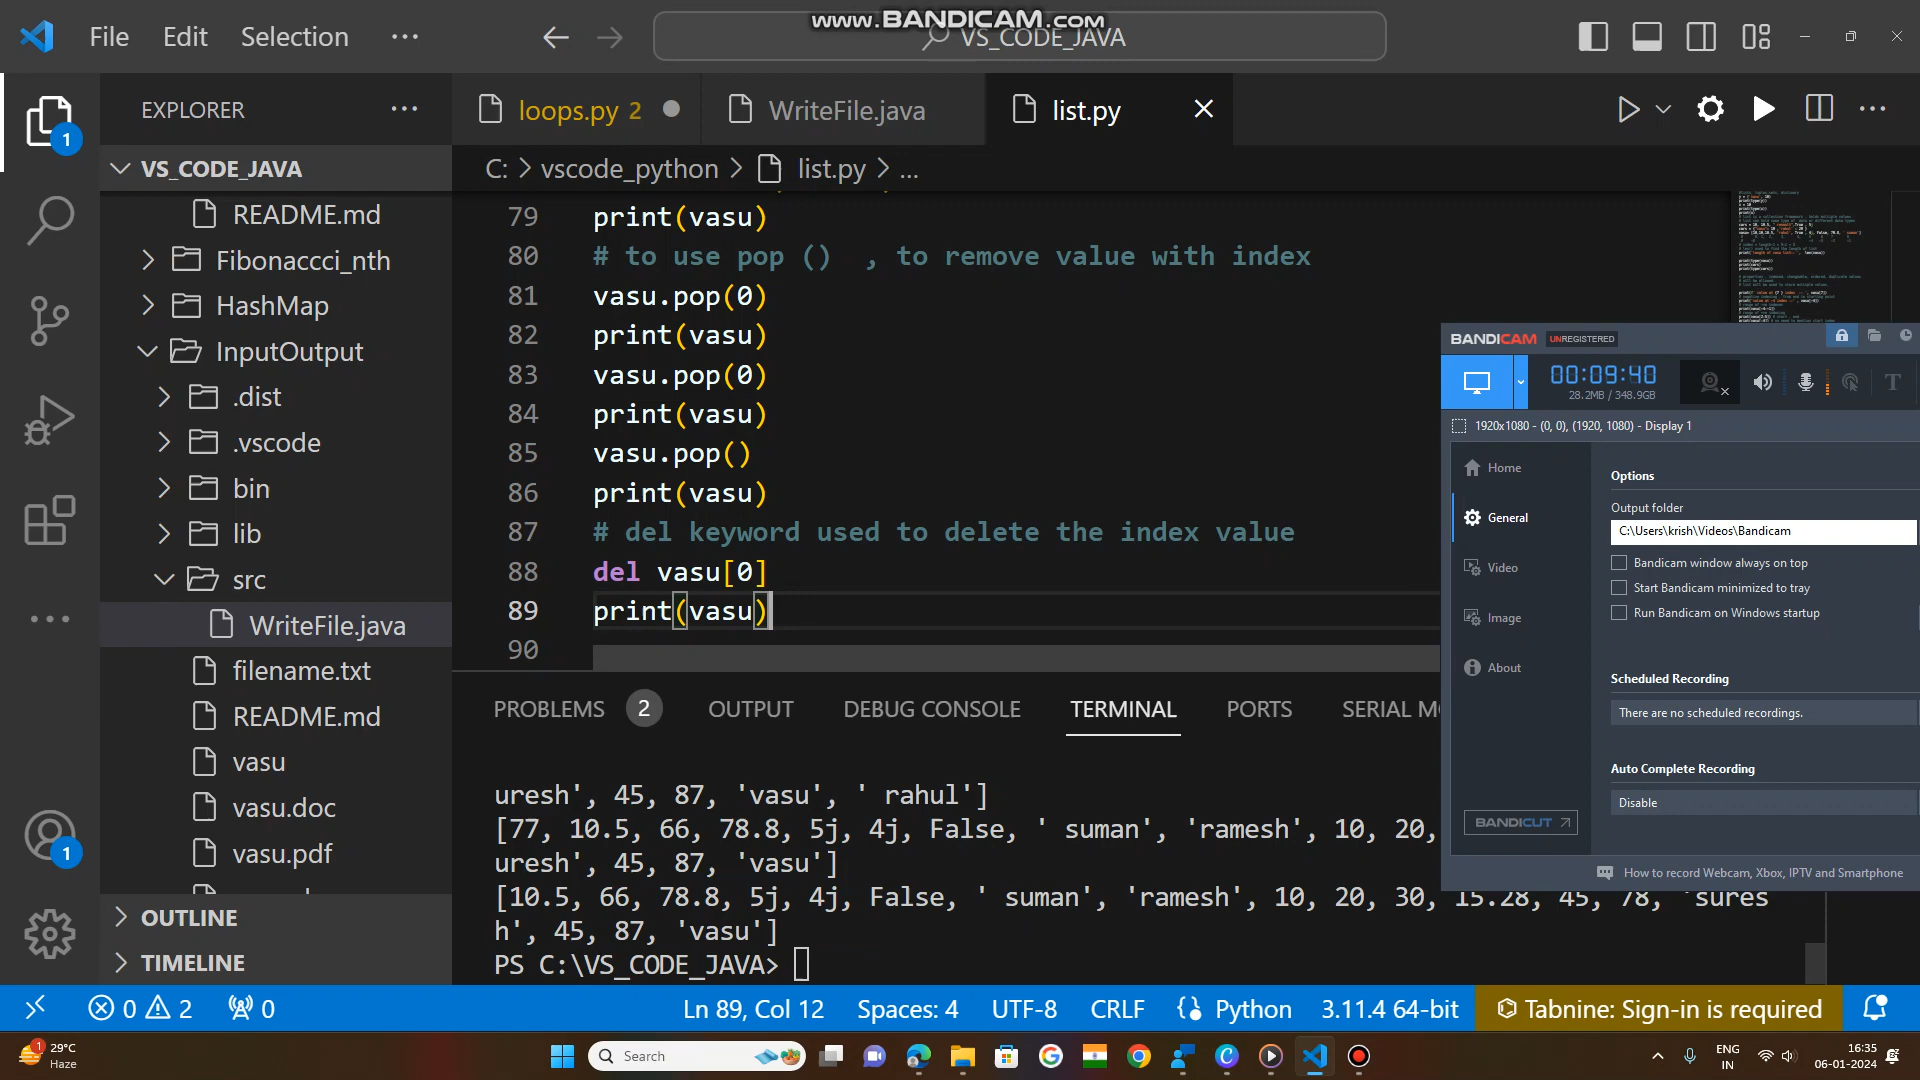 www.BANDICAM.com
File Edit Selection ···
VS_CODE_JAVA
EXPLORER
loops.py 2
WriteFile.java
list.py
VS_CODE_JAVA
C: > vscode_python > list.py > ...
README.md
Fibonaccci_nth
HashMap
InputOutput
.dist
.vscode
bin
lib
src
WriteFile.java
filename.txt
README.md
vasu
vasu.doc
vasu.pdf
OUTLINE
TIMELINE
79 print(vasu)
80 # to use pop () , to remove value with index
81 vasu.pop(0)
82 print(vasu)
83 vasu.pop(0)
84 print(vasu)
85 vasu.pop()
86 print(vasu)
87 # del keyword used to delete the index value
88 del vasu[0]
89 print(vasu)
90
PROBLEMS 2 OUTPUT DEBUG CONSOLE TERMINAL PORTS SERIAL MO
uresh', 45, 87, 'vasu', ' rahul']
[77, 10.5, 66, 78.8, 5j, 4j, False, ' suman', 'ramesh', 10, 20,
uresh', 45, 87, 'vasu']
[10.5, 66, 78.8, 5j, 4j, False, ' suman', 'ramesh', 10, 20, 30, 15.28, 45, 78, 'sures
h', 45, 87, 'vasu']
PS C:\VS_CODE_JAVA>
BANDICAM UNREGISTERED
00:09:40
28.2MB / 348.9GB
1920x1080 - (0, 0), (1920, 1080) - Display 1
Home
General
Video
Image
About
BANDICUT
Options
Output folder
C:\Users\krish\Videos\Bandicam
Bandicam window always on top
Start Bandicam minimized to tray
Run Bandicam on Windows startup
Scheduled Recording
There are no scheduled recordings.
Auto Complete Recording
Disable
How to record Webcam, Xbox, IPTV and Smartphone
0 2 0
Ln 89, Col 12 Spaces: 4 UTF-8 CRLF Python 3.11.4 64-bit Tabnine: Sign-in is required
1
1
1
29°C
Haze
Search
ENG
IN
16:35
06-01-2024